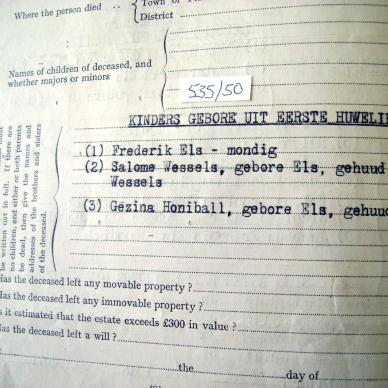 Where the person died .. { Town or
District
Names of children of deceased, and
whether majors or minors
535/50
KINDERS GEBORE UIT EERSTE HUWELI
(1) Frederik Els - mondig
(2) Salome Wessels, gebore Els, gehuud
Wessels
(3) Gezina Honiball, gebore Els, gehuud
be written out in full. If there are
no children, and either or both parents
be dead, then give the names and
addresses of the brothers and sisters
of the deceased.
Has the deceased left any movable property ?
Has the deceased left any immovable property ?
Is it estimated that the estate exceeds £300 in value ?
Has the deceased left a will ?
the day of